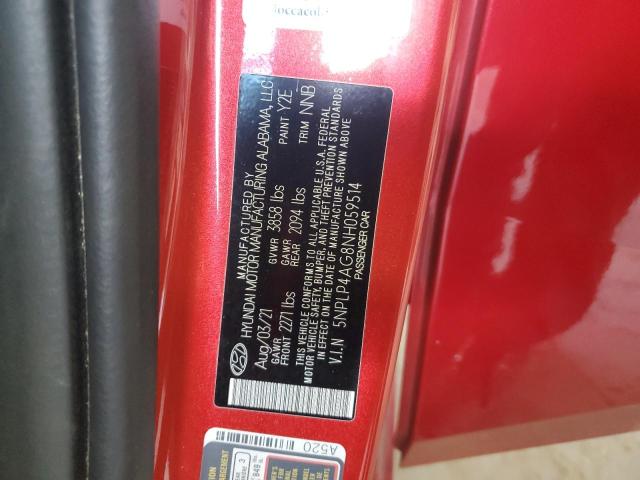 MANUFACTURED BY
HYUNDAI MOTOR MANUFACTURING ALABAMA, LLC
Aug/03/21 GVWR 3858 lbs PAINT Y2E
GAWR FRONT 2271 lbs GAWR REAR 2094 lbs TRIM NNB
THIS VEHICLE CONFORMS TO ALL APPLICABLE U.S.A. FEDERAL
MOTOR VEHICLE SAFETY, BUMPER, AND THEFT PREVENTION STANDARDS
IN EFFECT ON THE DATE OF MANUFACTURE SHOWN ABOVE
V.I.N 5NPLP4AG8NH059514
PASSENGER CAR
A520